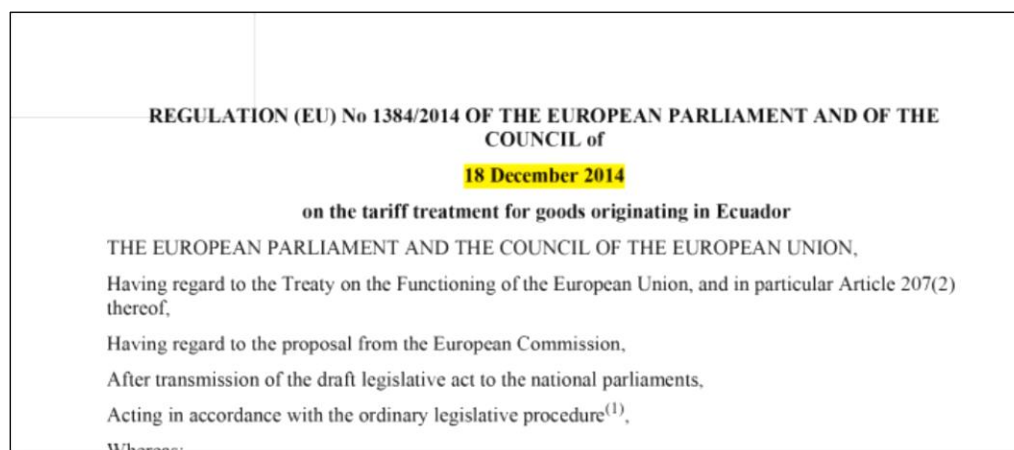 REGULATION (EU) No 1384/2014 OF THE EUROPEAN PARLIAMENT AND OF THE
COUNCIL of
18 December 2014
on the tariff treatment for goods originating in Ecuador
THE EUROPEAN PARLIAMENT AND THE COUNCIL OF THE EUROPEAN UNION,
Having regard to the Treaty on the Functioning of the European Union, and in particular Article 207(2)
thereof,
Having regard to the proposal from the European Commission,
After transmission of the draft legislative act to the national parliaments,
Acting in accordance with the ordinary legislative procedure(1),
Whereas: